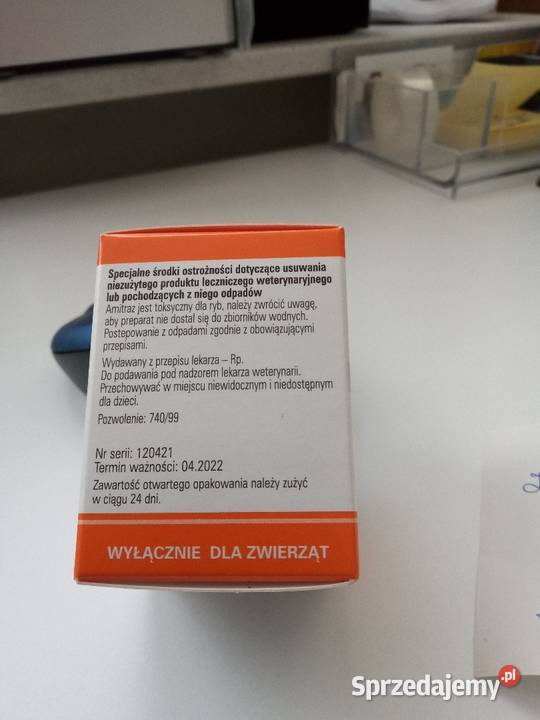 Specjalne środki ostrożności dotyczące usuwania
niezużytego produktu leczniczego weterynaryjnego
lub pochodzących z niego odpadów
Amitraz jest toksyczny dla ryb, należy zwrócić uwagę,
aby preparat nie dostał się do zbiorników wodnych.
Postępowanie z odpadami zgodnie z obowiązującymi
przepisami.
Wydawany z przepisu lekarza – Rp.
Do podawania pod nadzorem lekarza weterynarii.
Przechowywać w miejscu niewidocznym i niedostępnym
dla dzieci.
Pozwolenie: 740/99
Nr serii: 120421
Termin ważności: 04.2022
Zawartość otwartego opakowania należy zużyć
w ciągu 24 dni.
WYŁĄCZNIE DLA ZWIERZĄT
Sprzedajemy.pl